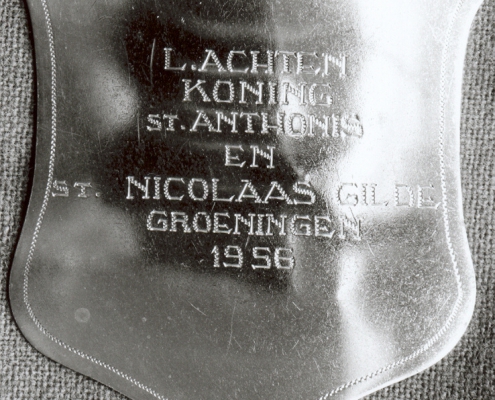 L. ACHTEN
KONING
ST. ANTHONIS
EN
ST. NICOLAAS GILDE
GROENINGEN
1956